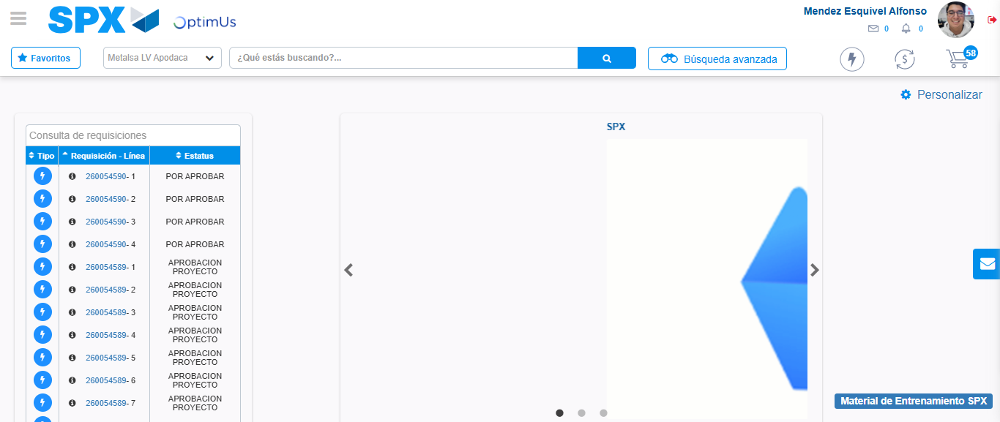 SPX
OptimUs
Mendez Esquivel Alfonso
0
0
Favoritos
Metalsa LV Apodaca
¿Qué estás buscando?...
Búsqueda avanzada
58
Personalizar
Consulta de requisiciones
Tipo
Requisición - Línea
Estatus
260054590- 1
POR APROBAR
260054590- 2
POR APROBAR
260054590- 3
POR APROBAR
260054590- 4
POR APROBAR
260054589- 1
APROBACION
PROYECTO
260054589- 2
APROBACION
PROYECTO
260054589- 3
APROBACION
PROYECTO
260054589- 4
APROBACION
PROYECTO
260054589- 5
APROBACION
PROYECTO
260054589- 6
APROBACION
PROYECTO
260054589- 7
APROBACION
PROYECTO
SPX
Material de Entrenamiento SPX